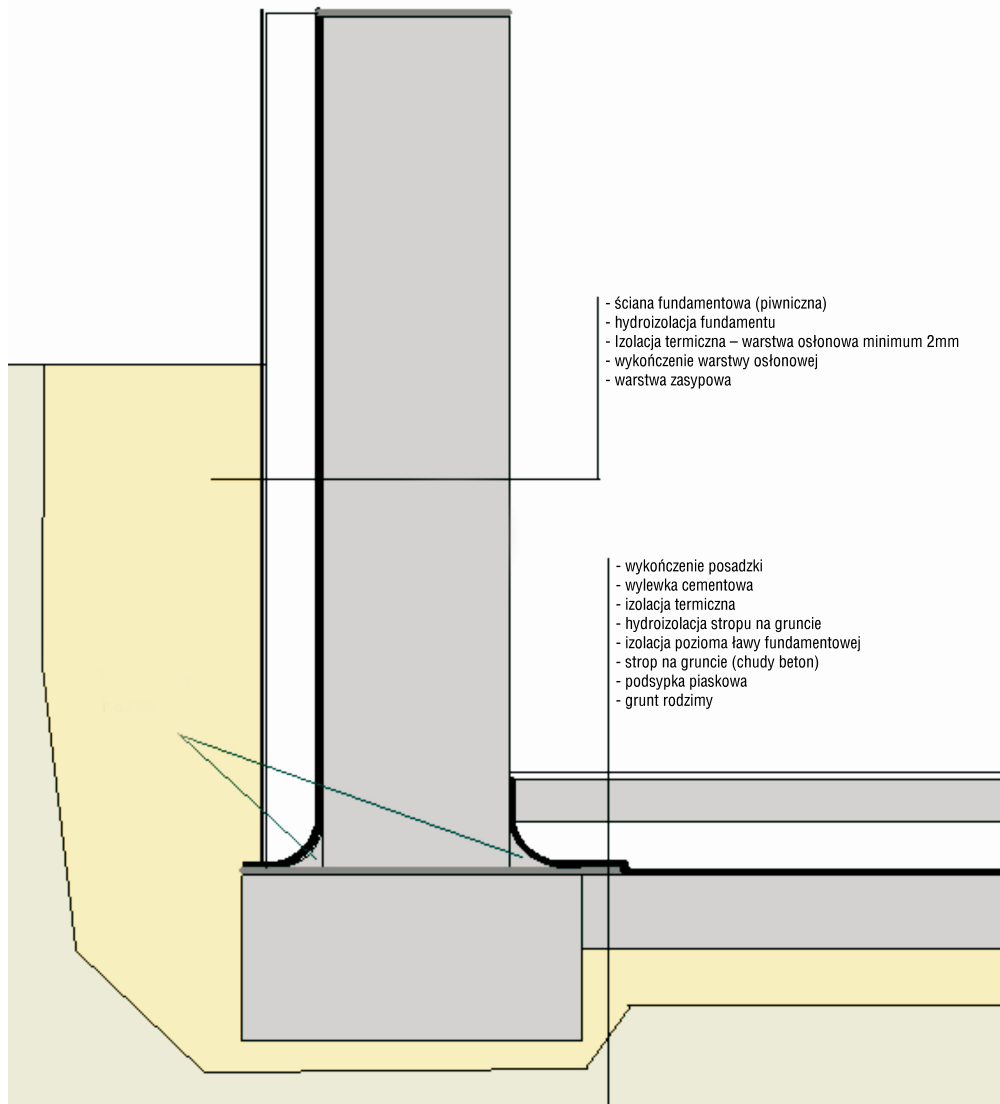 - ściana fundamentowa (piwniczna)
- hydroizolacja fundamentu
- Izolacja termiczna – warstwa osłonowa minimum 2mm
- wykończenie warstwy osłonowej
- warstwa zasypowa
- wykończenie posadzki
- wylewka cementowa
- izolacja termiczna
- hydroizolacja stropu na gruncie
- izolacja pozioma ławy fundamentowej
- strop na gruncie (chudy beton)
- podsypka piaskowa
- grunt rodzimy